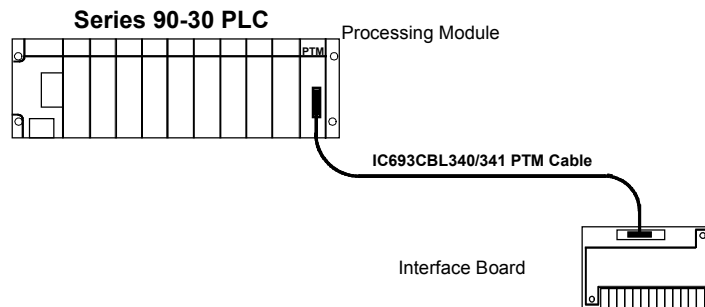 Series 90-30 PLC
Processing Module
PTM
IC693CBL340/341 PTM Cable
Interface Board